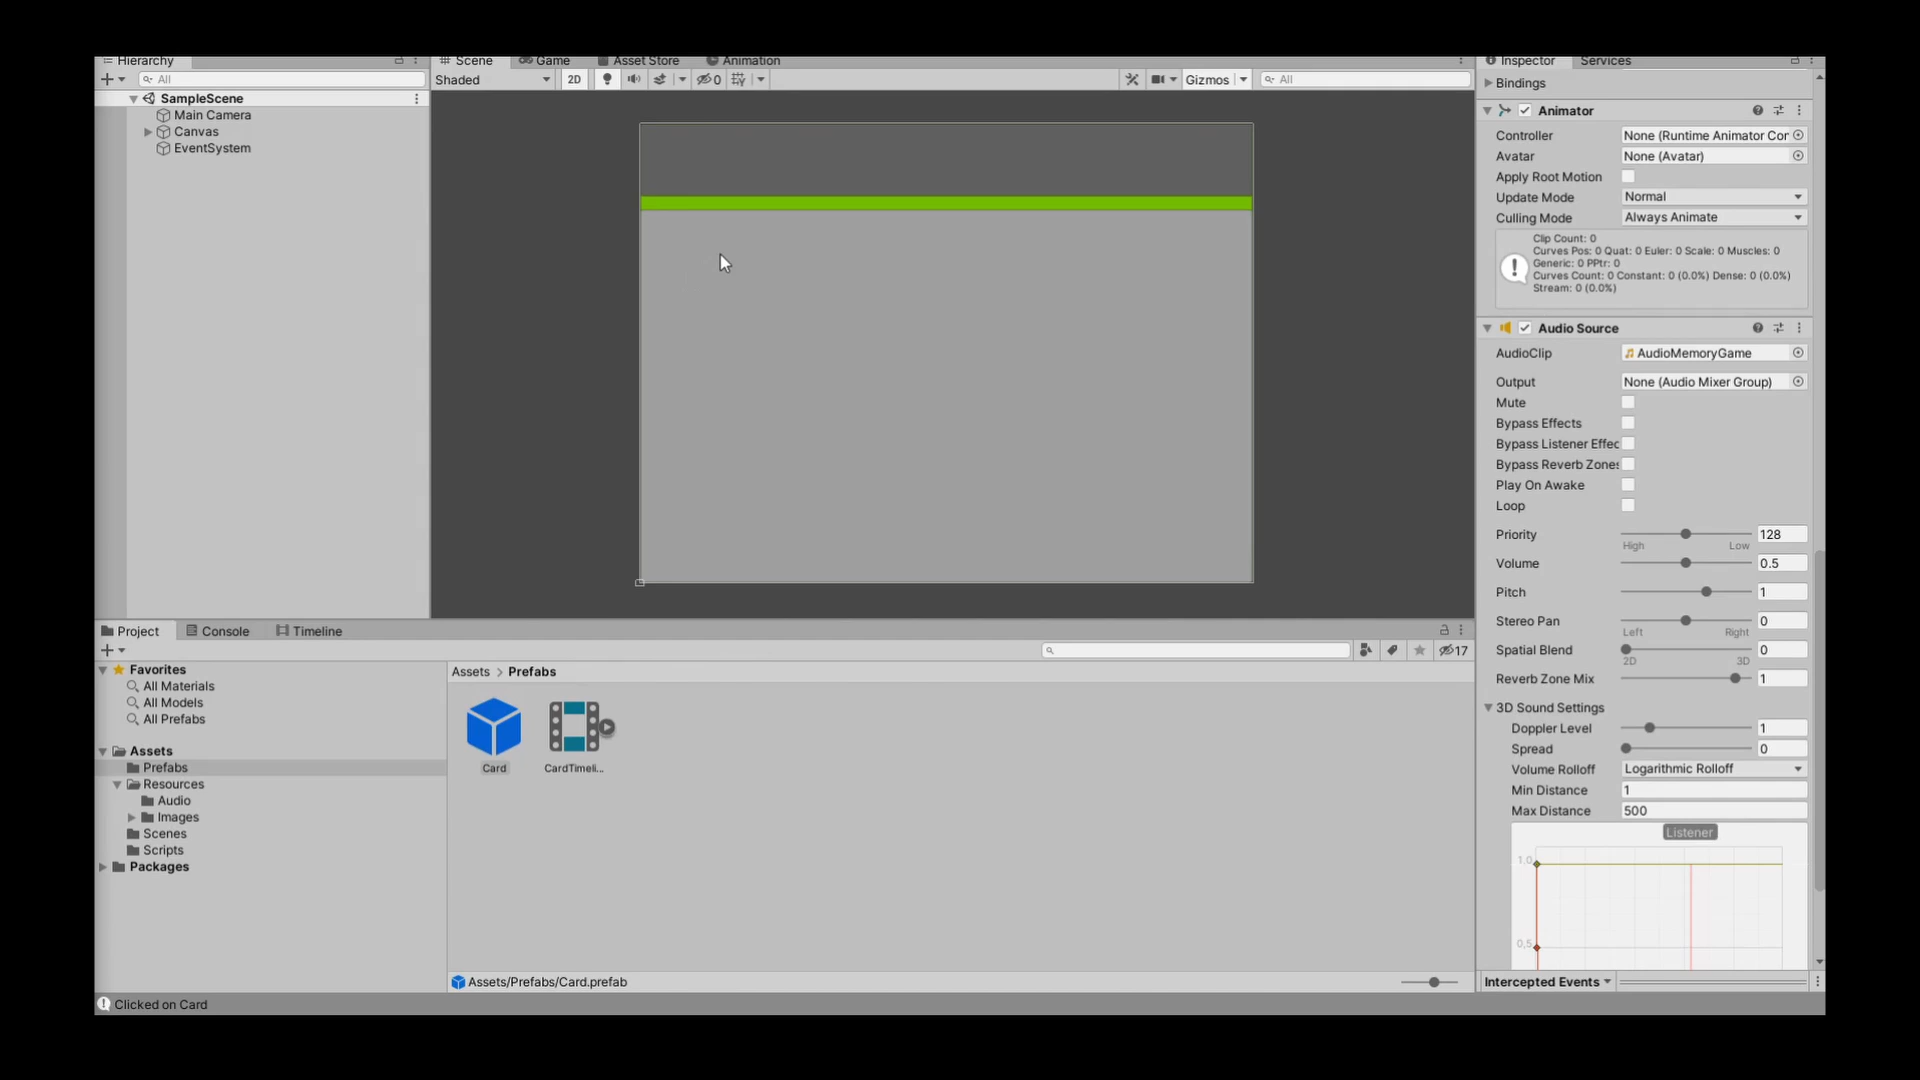 Hierarchy
All
SampleScene
Main Camera
Canvas
EventSystem
Scene
Game
Asset Store
Animation
Shaded
2D
0
Gizmos
All
Inspector
Services
Bindings
Animator
Controller
None (Runtime Animator Cor
Avatar
None (Avatar)
Apply Root Motion
Update Mode
Normal
Culling Mode
Always Animate
Clip Count: 0
Curves Pos: 0 Quat: 0 Euler: 0 Scale: 0 Muscles: 0
Generic: 0 PPtr: 0
Curves Count: 0 Constant: 0 (0.0%) Dense: 0 (0.0%)
Stream: 0 (0.0%)
Audio Source
AudioClip
AudioMemoryGame
Output
None (Audio Mixer Group)
Mute
Bypass Effects
Bypass Listener Effec
Bypass Reverb Zones
Play On Awake
Loop
Priority
128
High
Low
Volume
0.5
Pitch
1
Stereo Pan
0
Left
Right
Spatial Blend
0
2D
3D
Reverb Zone Mix
1
3D Sound Settings
Doppler Level
1
Spread
0
Volume Rolloff
Logarithmic Rolloff
Min Distance
1
Max Distance
500
Listener
1,0
0,5
Intercepted Events
Project
Console
Timeline
17
Favorites
All Materials
All Models
All Prefabs
Assets
Prefabs
Resources
Audio
Images
Scenes
Scripts
Packages
Assets > Prefabs
Card
CardTimeli...
Assets/Prefabs/Card.prefab
Clicked on Card